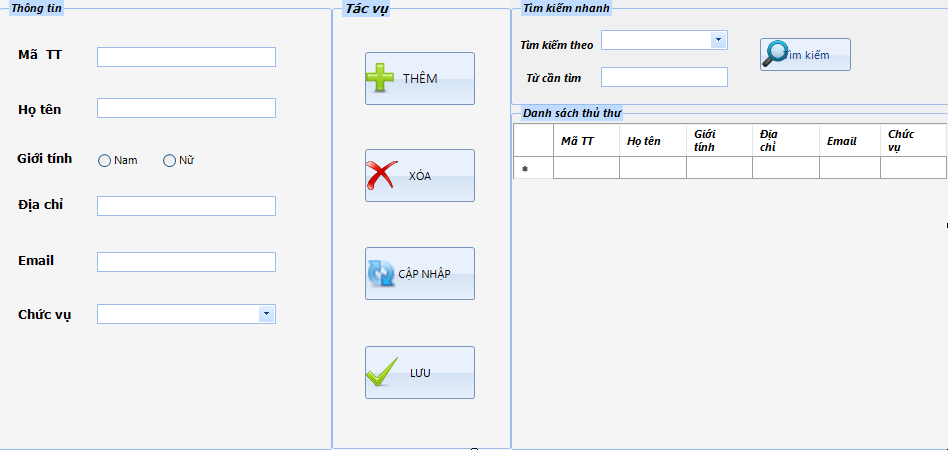 Thông tin
Mã TT
Họ tên
Giới tính
Nam
Nữ
Địa chỉ
Email
Chức vụ
Tác vụ
THÊM
XÓA
CẬP NHẬP
LƯU
Tìm kiếm nhanh
Tìm kiếm theo
Từ cần tìm
Tìm kiếm
Danh sách thủ thư
Mã TT
Họ tên
Giới
tính
Địa
chỉ
Email
Chức
vụ
*